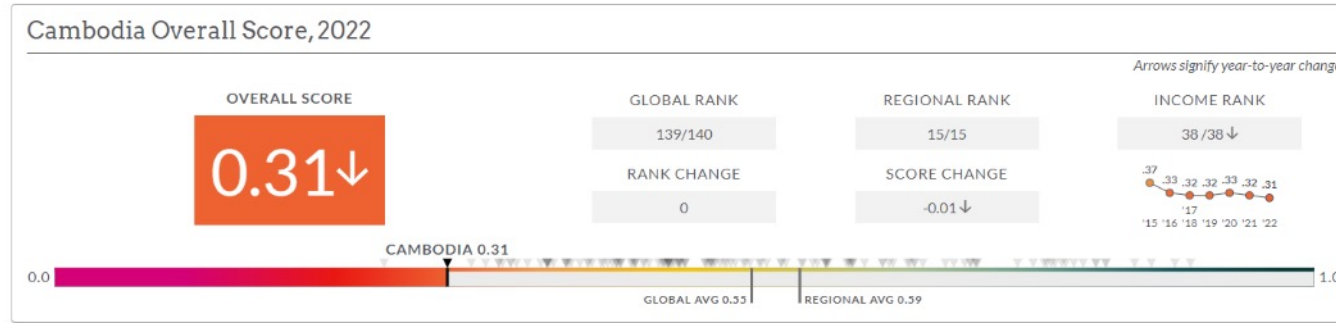 Cambodia Overall Score, 2022
Arrows signify year-to-year change
OVERALL SCORE
0.31↓
GLOBAL RANK
139/140
REGIONAL RANK
15/15
INCOME RANK
38/38↓
RANK CHANGE
0
SCORE CHANGE
-0.01↓
.37 .33 .32 .32 .33 .32 .31
'17
'15 '16 '18 '19 '20 '21 '22
CAMBODIA 0.31
0.0
1.0
GLOBAL AVG 0.55
REGIONAL AVG 0.59